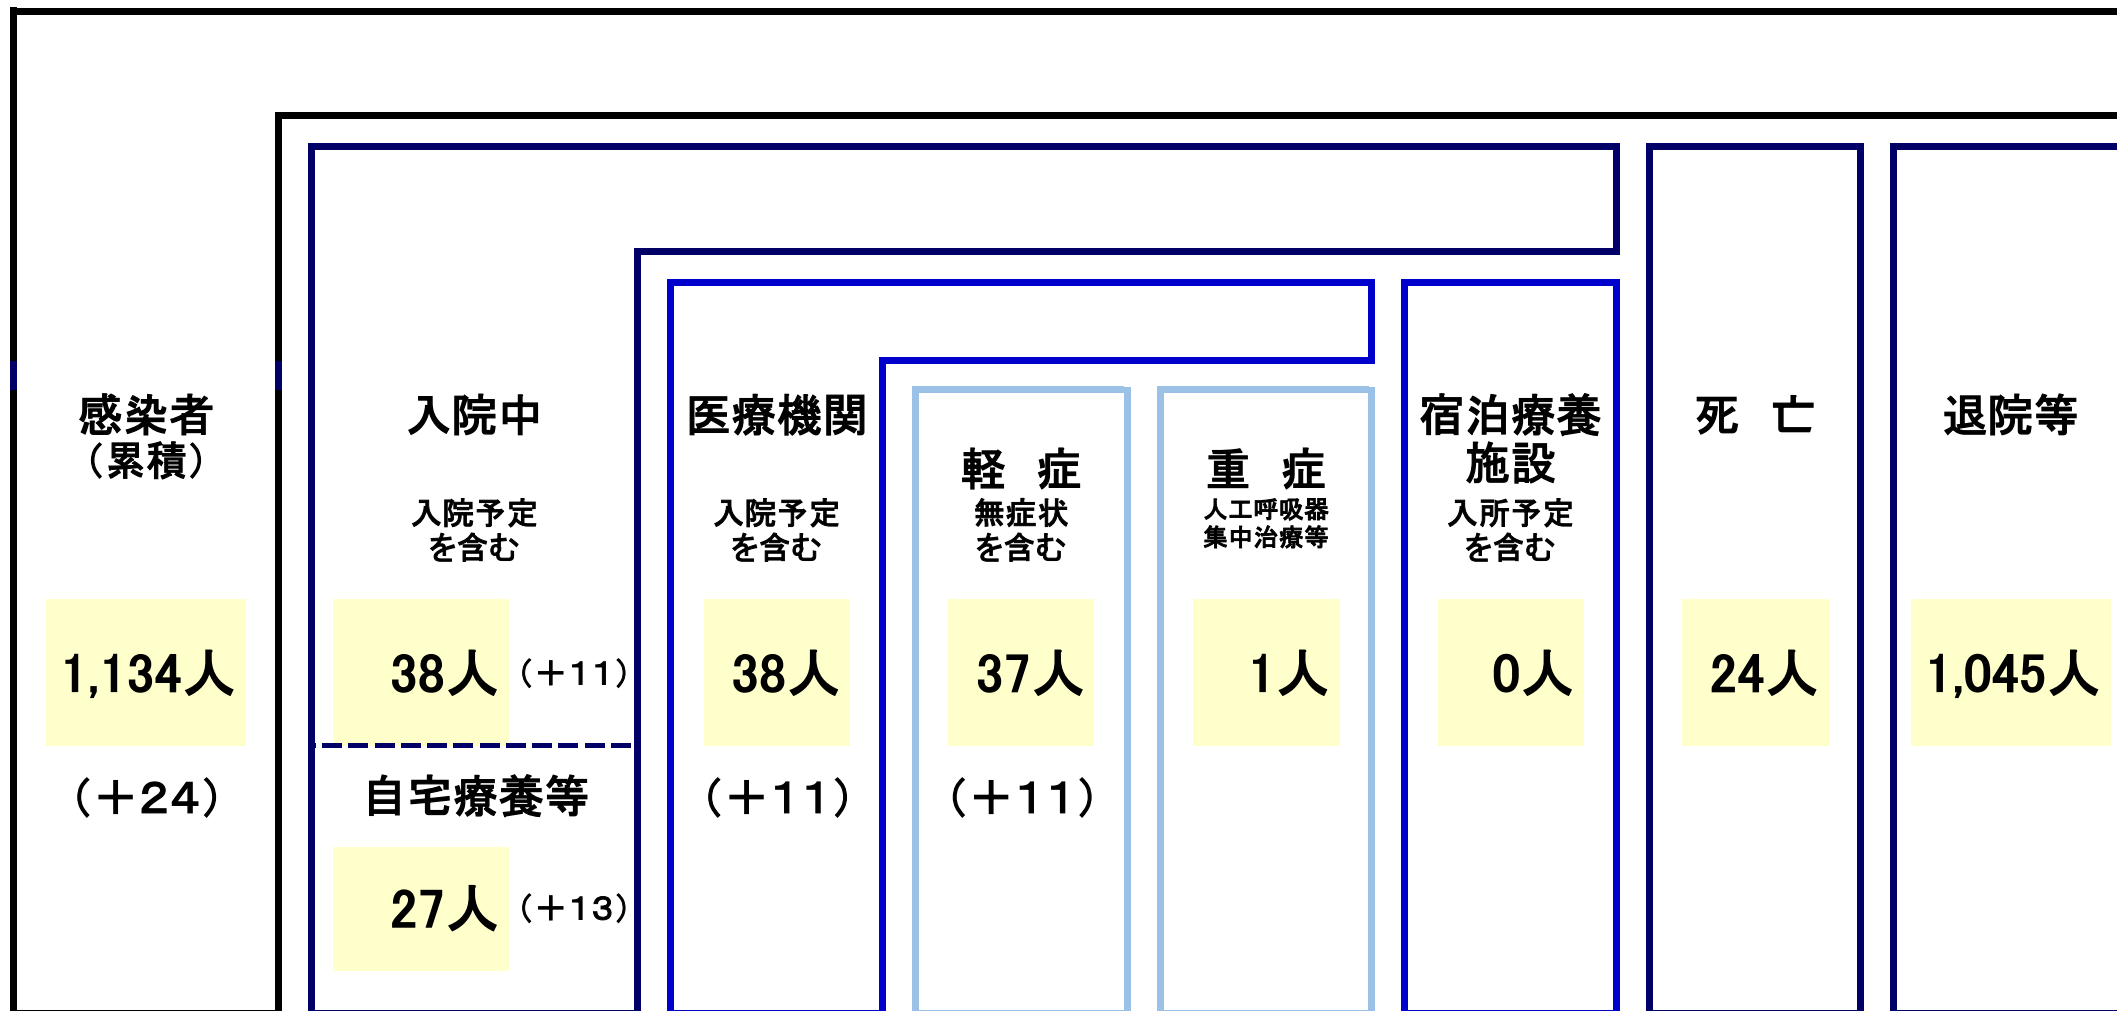 感染者
（累積）
1,134人
（＋24）
入院中
入院予定
を含む
38人（＋11）
自宅療養等
27人（＋13）
医療機関
入院予定
を含む
38人
（＋11）
軽 症
無症状
を含む
37人
（＋11）
重 症
人工呼吸器
集中治療等
1人
宿泊療養
施設
入所予定
を含む
0人
死 亡
24人
退院等
1,045人